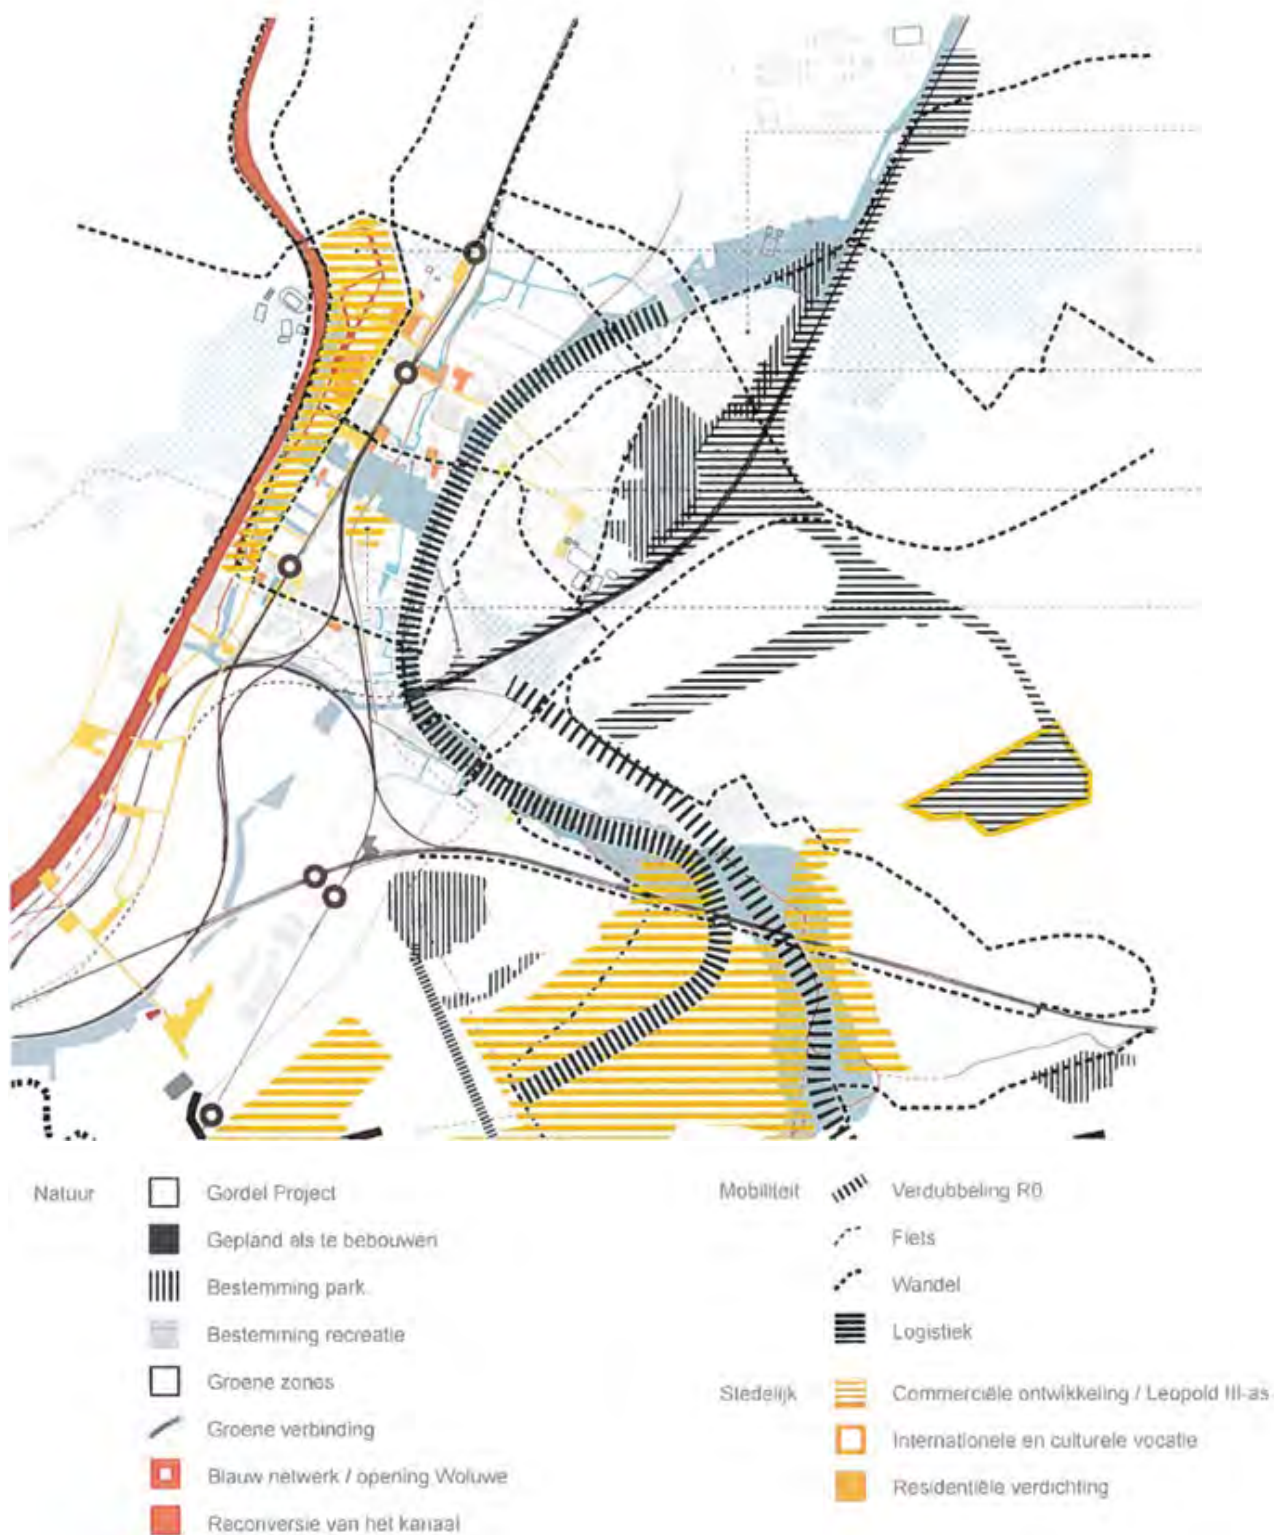 Natuur
Gordel Project
Gepland als te bebouwen
Bestemming park
Bestemming recreatie
Groene zones
Groene verbinding
Blauw netwerk / opening Woluwe
Reconversie van het kanaal
Mobiliteit
Verdubbeling R0
Fiets
Wandel
Logistiek
Stedelijk
Commerciële ontwikkeling / Leopold III-as
Internationele en culturele vocatie
Residentiële verdichting